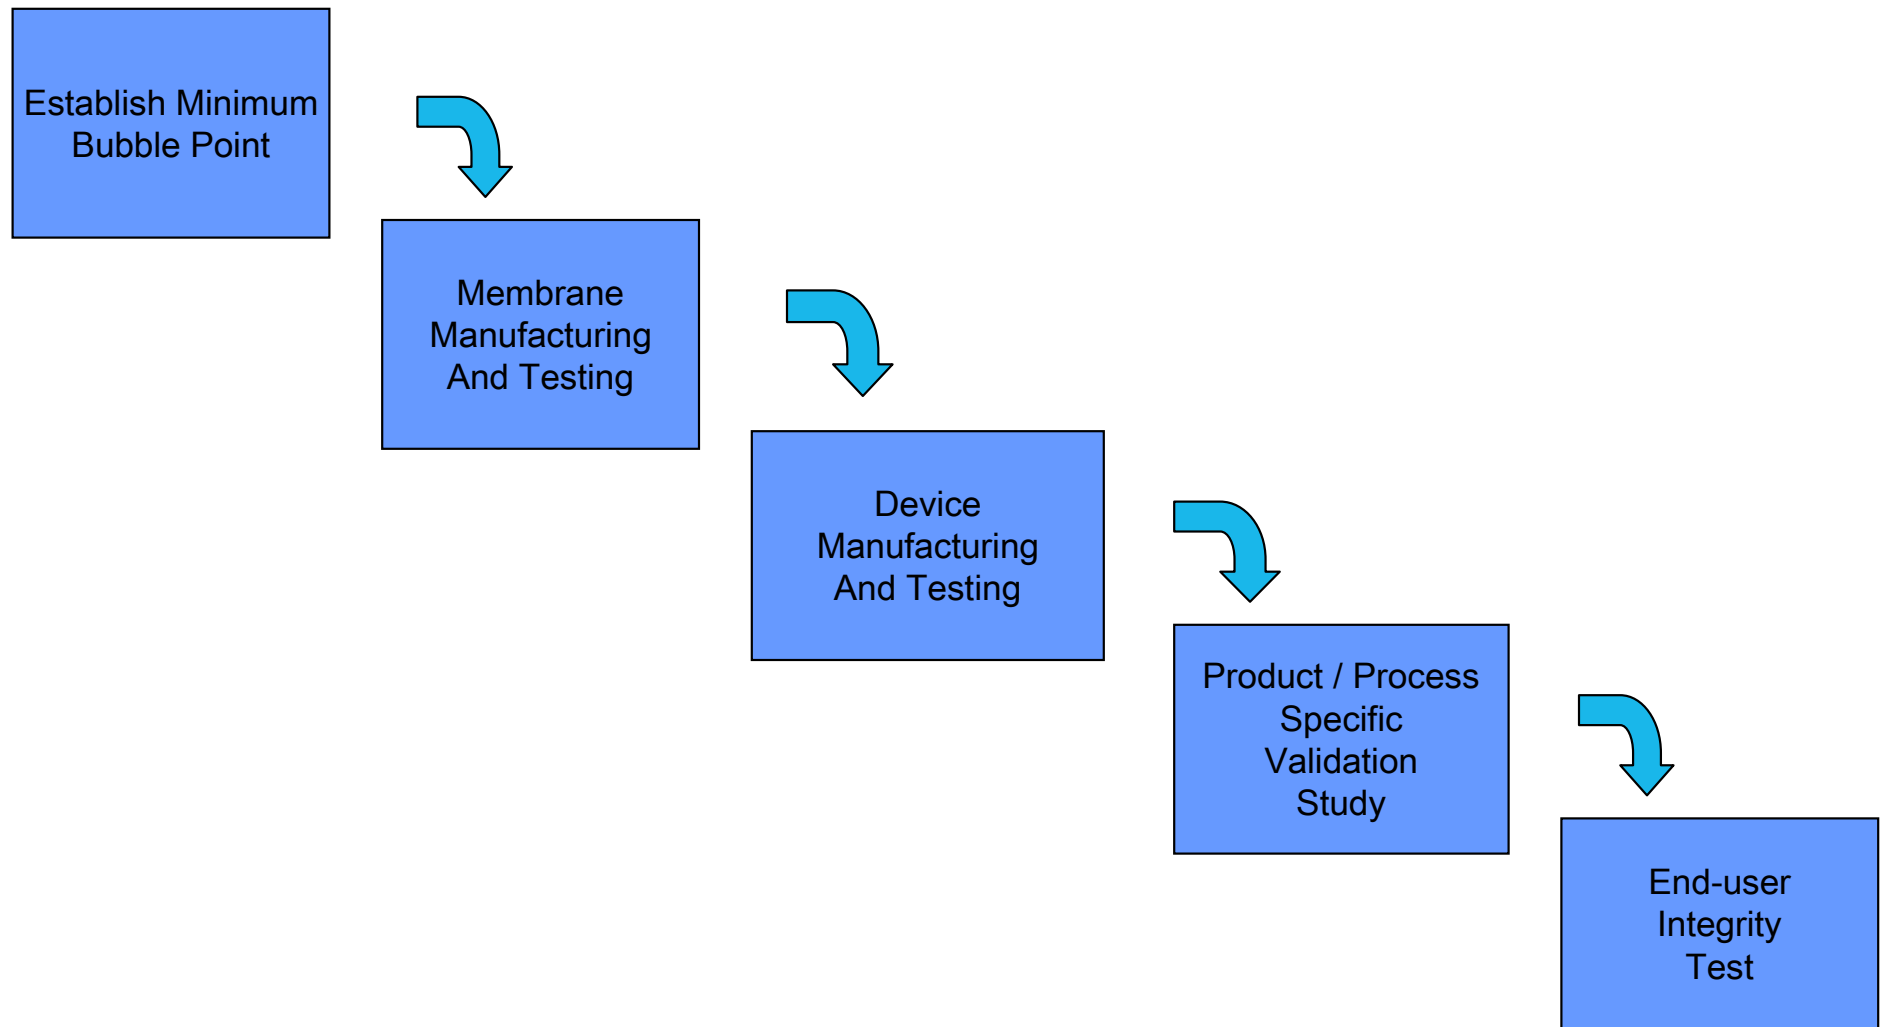 Establish Minimum
Bubble Point
Membrane
Manufacturing
And Testing
Device
Manufacturing
And Testing
Product / Process
Specific
Validation
Study
End-user
Integrity
Test